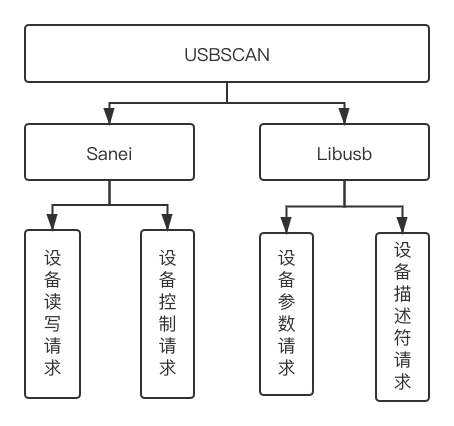 USBSCAN
Sanei
Libusb
设备读写请求
设备控制请求
设备参数请求
设备描述符请求